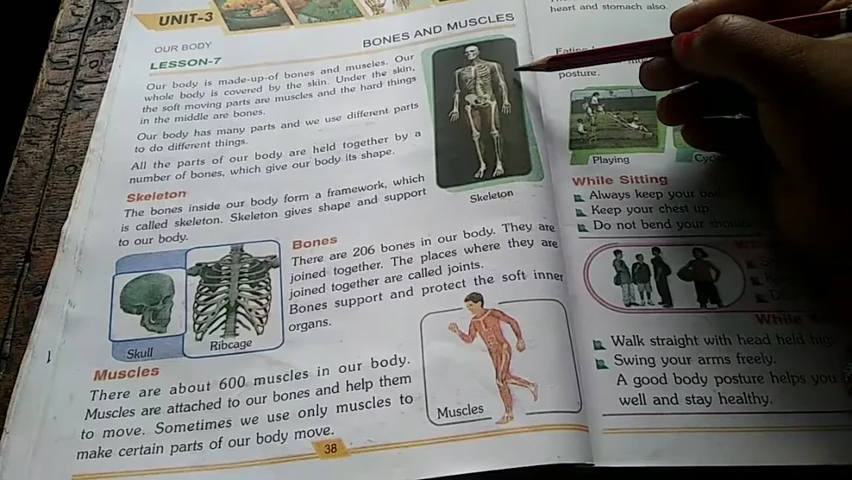 UNIT-3
OUR BODY
BONES AND MUSCLES
LESSON-7
Our body is made-up-of bones and muscles. Our
whole body is covered by the skin. Under the skin,
the soft moving parts are muscles and the hard things
in the middle are bones.
Our body has many parts and we use different parts
to do different things.
All the parts of our body are held together by a
number of bones, which give our body its shape.
Skeleton
The bones inside our body form a framework, which
is called skeleton. Skeleton gives shape and support
to our body.
Skeleton
Bones
There are 206 bones in our body. They are
joined together. The places where they are
joined together are called joints.
Bones support and protect the soft inner
organs.
Skull
Ribcage
Muscles
There are about 600 muscles in our body.
Muscles are attached to our bones and help them
to move. Sometimes we use only muscles to
make certain parts of our body move.
Muscles
38
heart and stomach also.
posture.
Playing
While Sitting
Always keep your
Keep your chest up
Do not bend your
While
Walk straight with head held
Swing your arms freely.
A good body posture helps you
well and stay healthy.